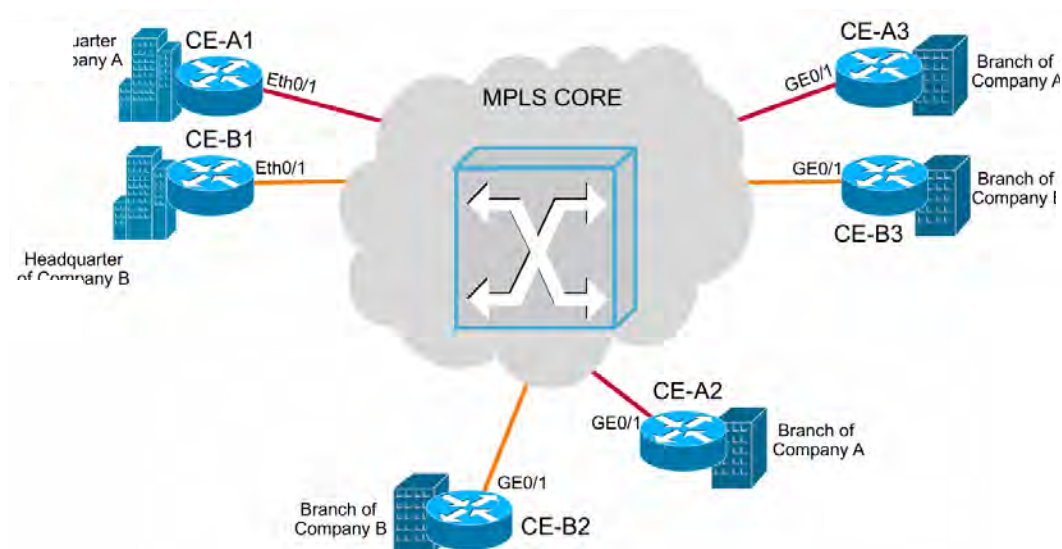 CE-A1
Eth0/1
CE-B1
Eth0/1
Headquarter
of Company B
MPLS CORE
CE-A3
GE0/1
Branch of
Company A
GE0/1
Branch of
Company
CE-B3
CE-A2
GE0/1
Branch of
Company A
GE0/1
Branch of
Company B
CE-B2